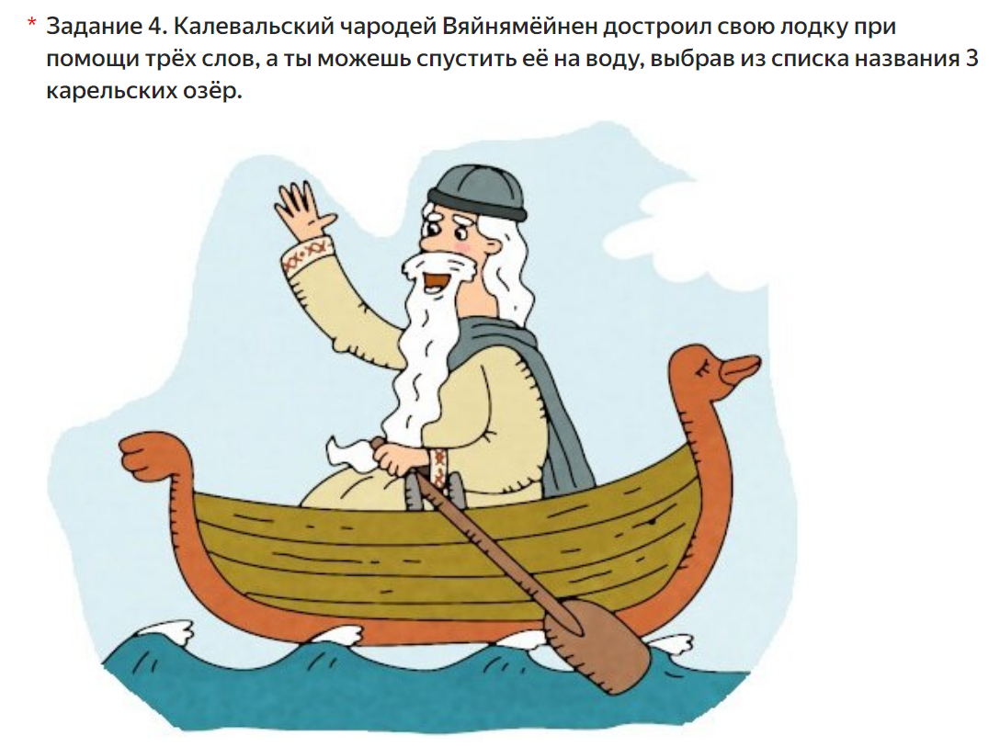 * Задание 4. Калевальский чародей Вяйнямёйнен достроил свою лодку при
помощи трёх слов, а ты можешь спустить её на воду, выбрав из списка названия 3
карельских озёр.